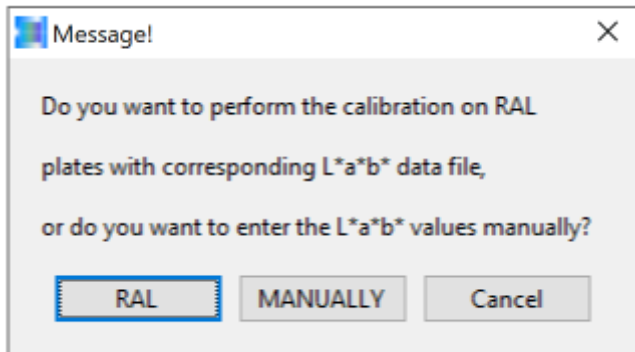 Message!
Do you want to perform the calibration on RAL
plates with corresponding L*a*b* data file,
or do you want to enter the L*a*b* values manually?
RAL
MANUALLY
Cancel